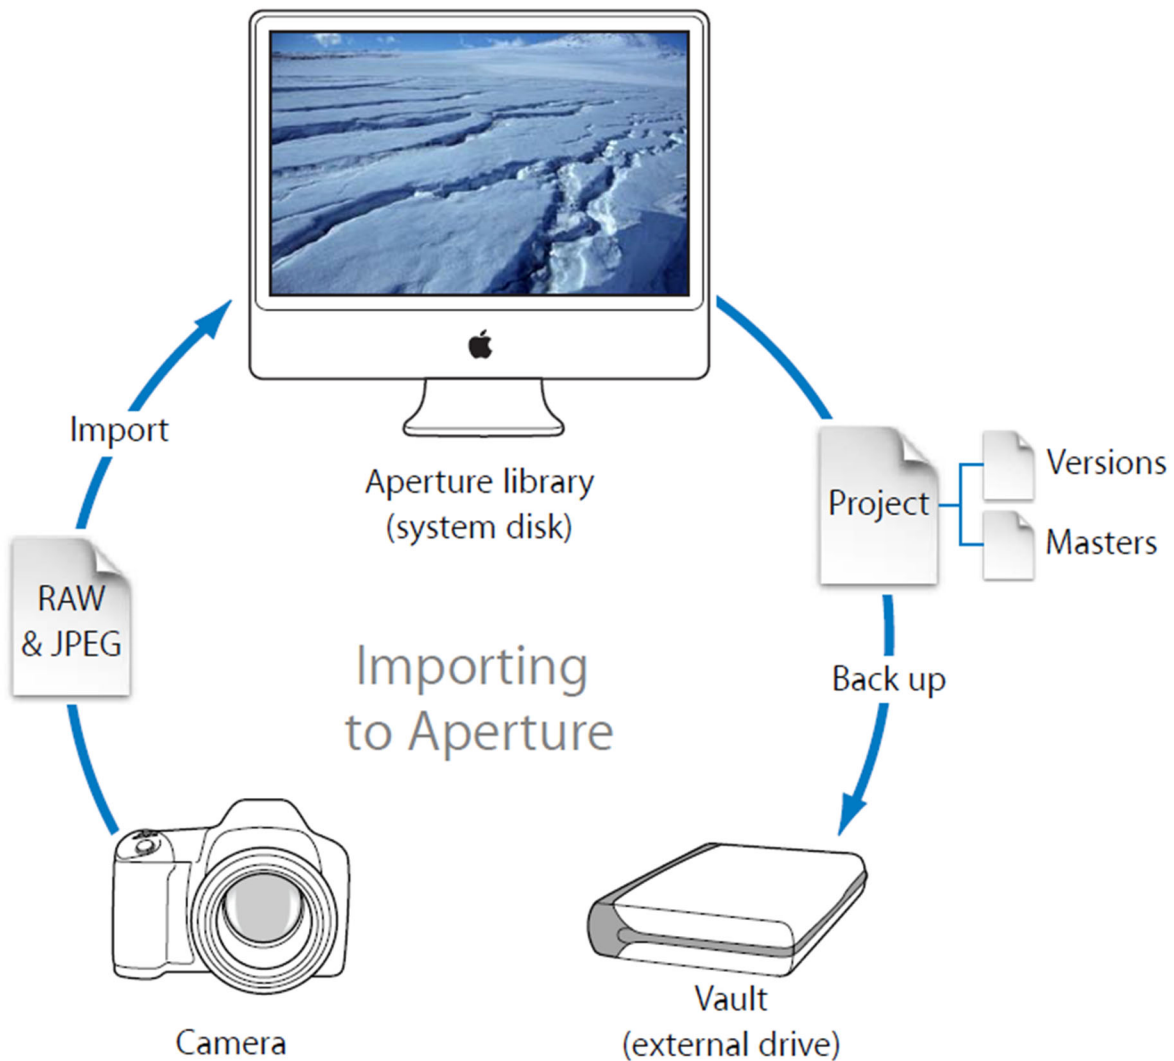 Import
Aperture library
(system disk)
Project
Versions
Masters
RAW
& JPEG
Importing
to Aperture
Back up
Camera
Vault
(external drive)